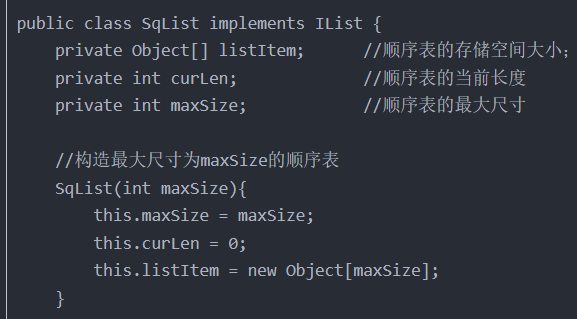 public class SqList implements IList {
private Object[] listItem; //顺序表的存储空间大小;
private int curLen; //顺序表的当前长度
private int maxSize; //顺序表的最大尺寸
//构造最大尺寸为maxSize的顺序表
SqList(int maxSize){
this.maxSize = maxSize;
this.curLen = 0;
this.listItem = new Object[maxSize];
}